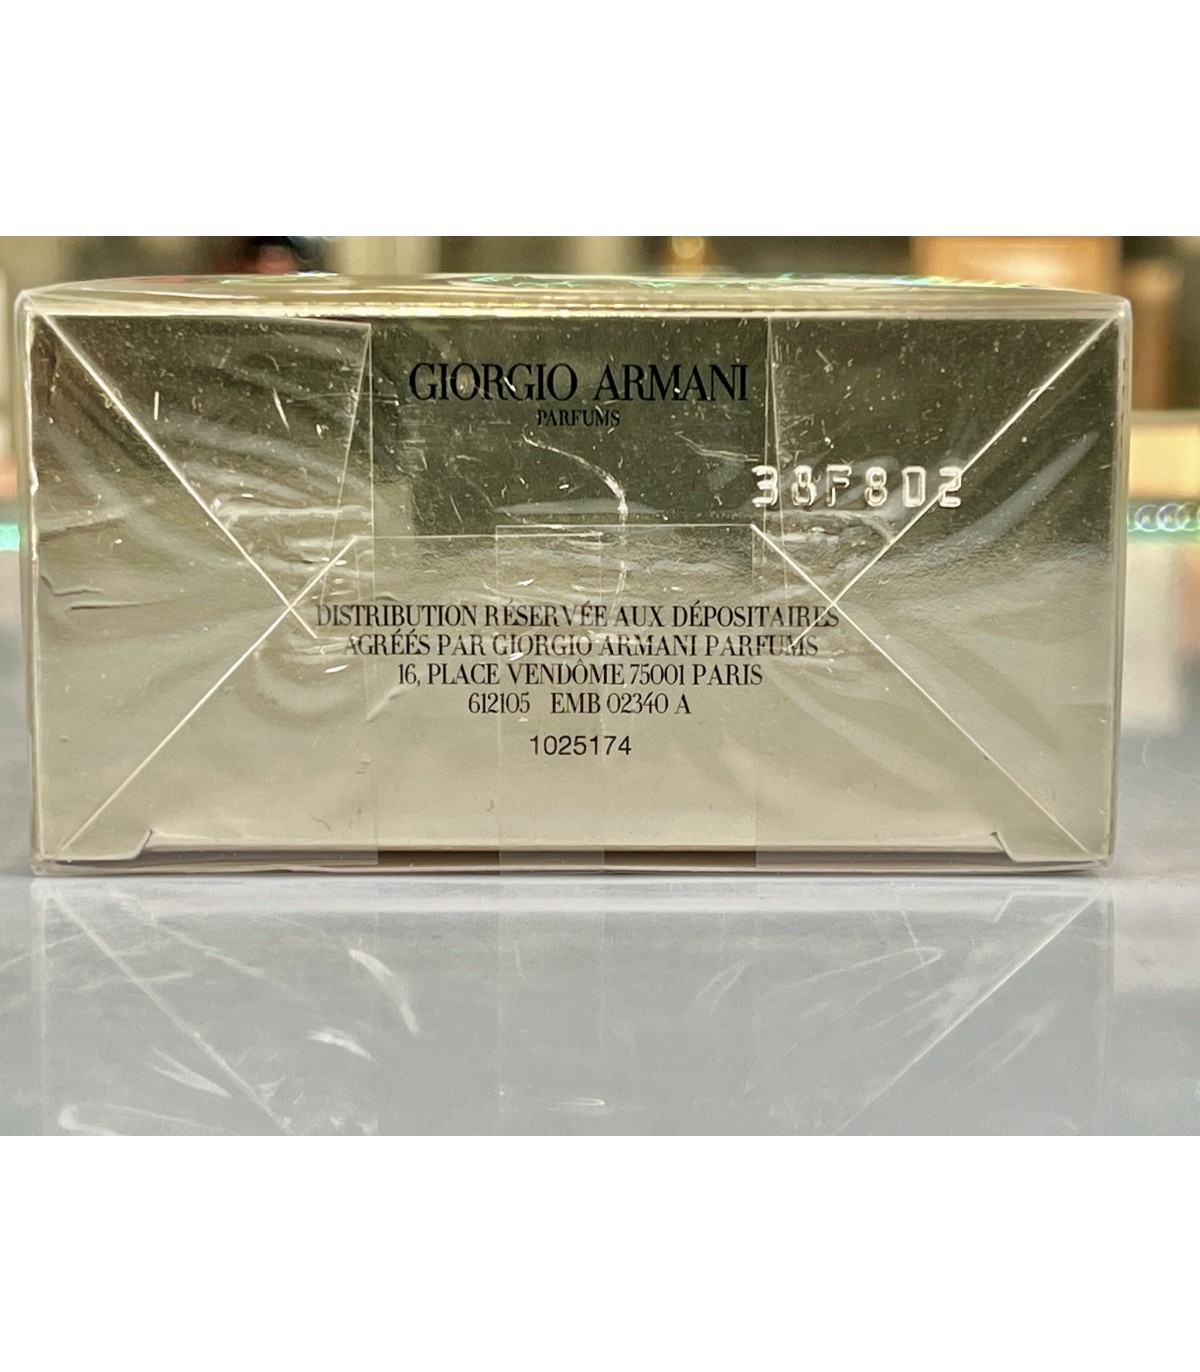 GIORGIO ARMANI
PARFUMS
38F802
DISTRIBUTION RÉSERVÉE AUX DÉPOSITAIRES
AGRÉÉS PAR GIORGIO ARMANI PARFUMS
16, PLACE VENDÔME 75001 PARIS
612105 EMB 02340 A
1025174